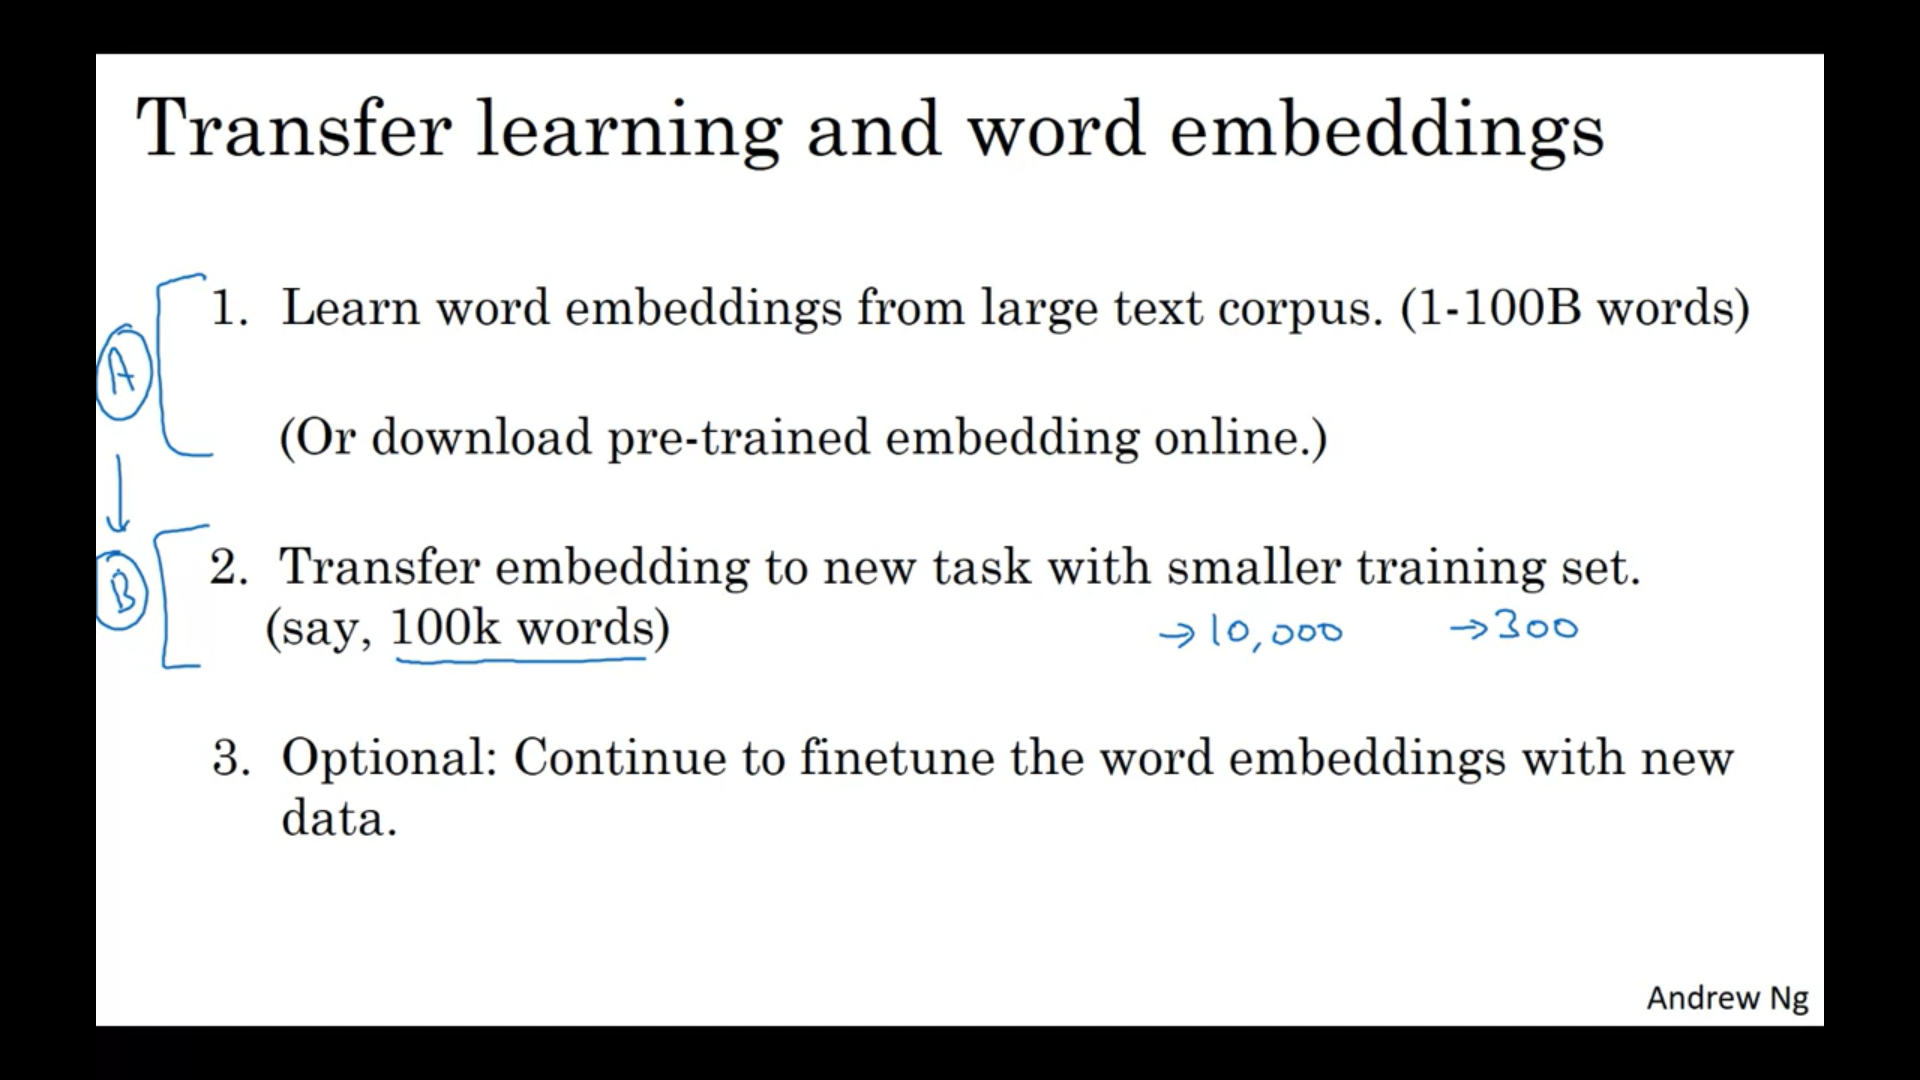 Transfer learning and word embeddings
A
1. Learn word embeddings from large text corpus. (1-100B words)
(Or download pre-trained embedding online.)
B
2. Transfer embedding to new task with smaller training set.
(say, 100k words) → 10,000 → 300
3. Optional: Continue to finetune the word embeddings with new
data.
Andrew Ng